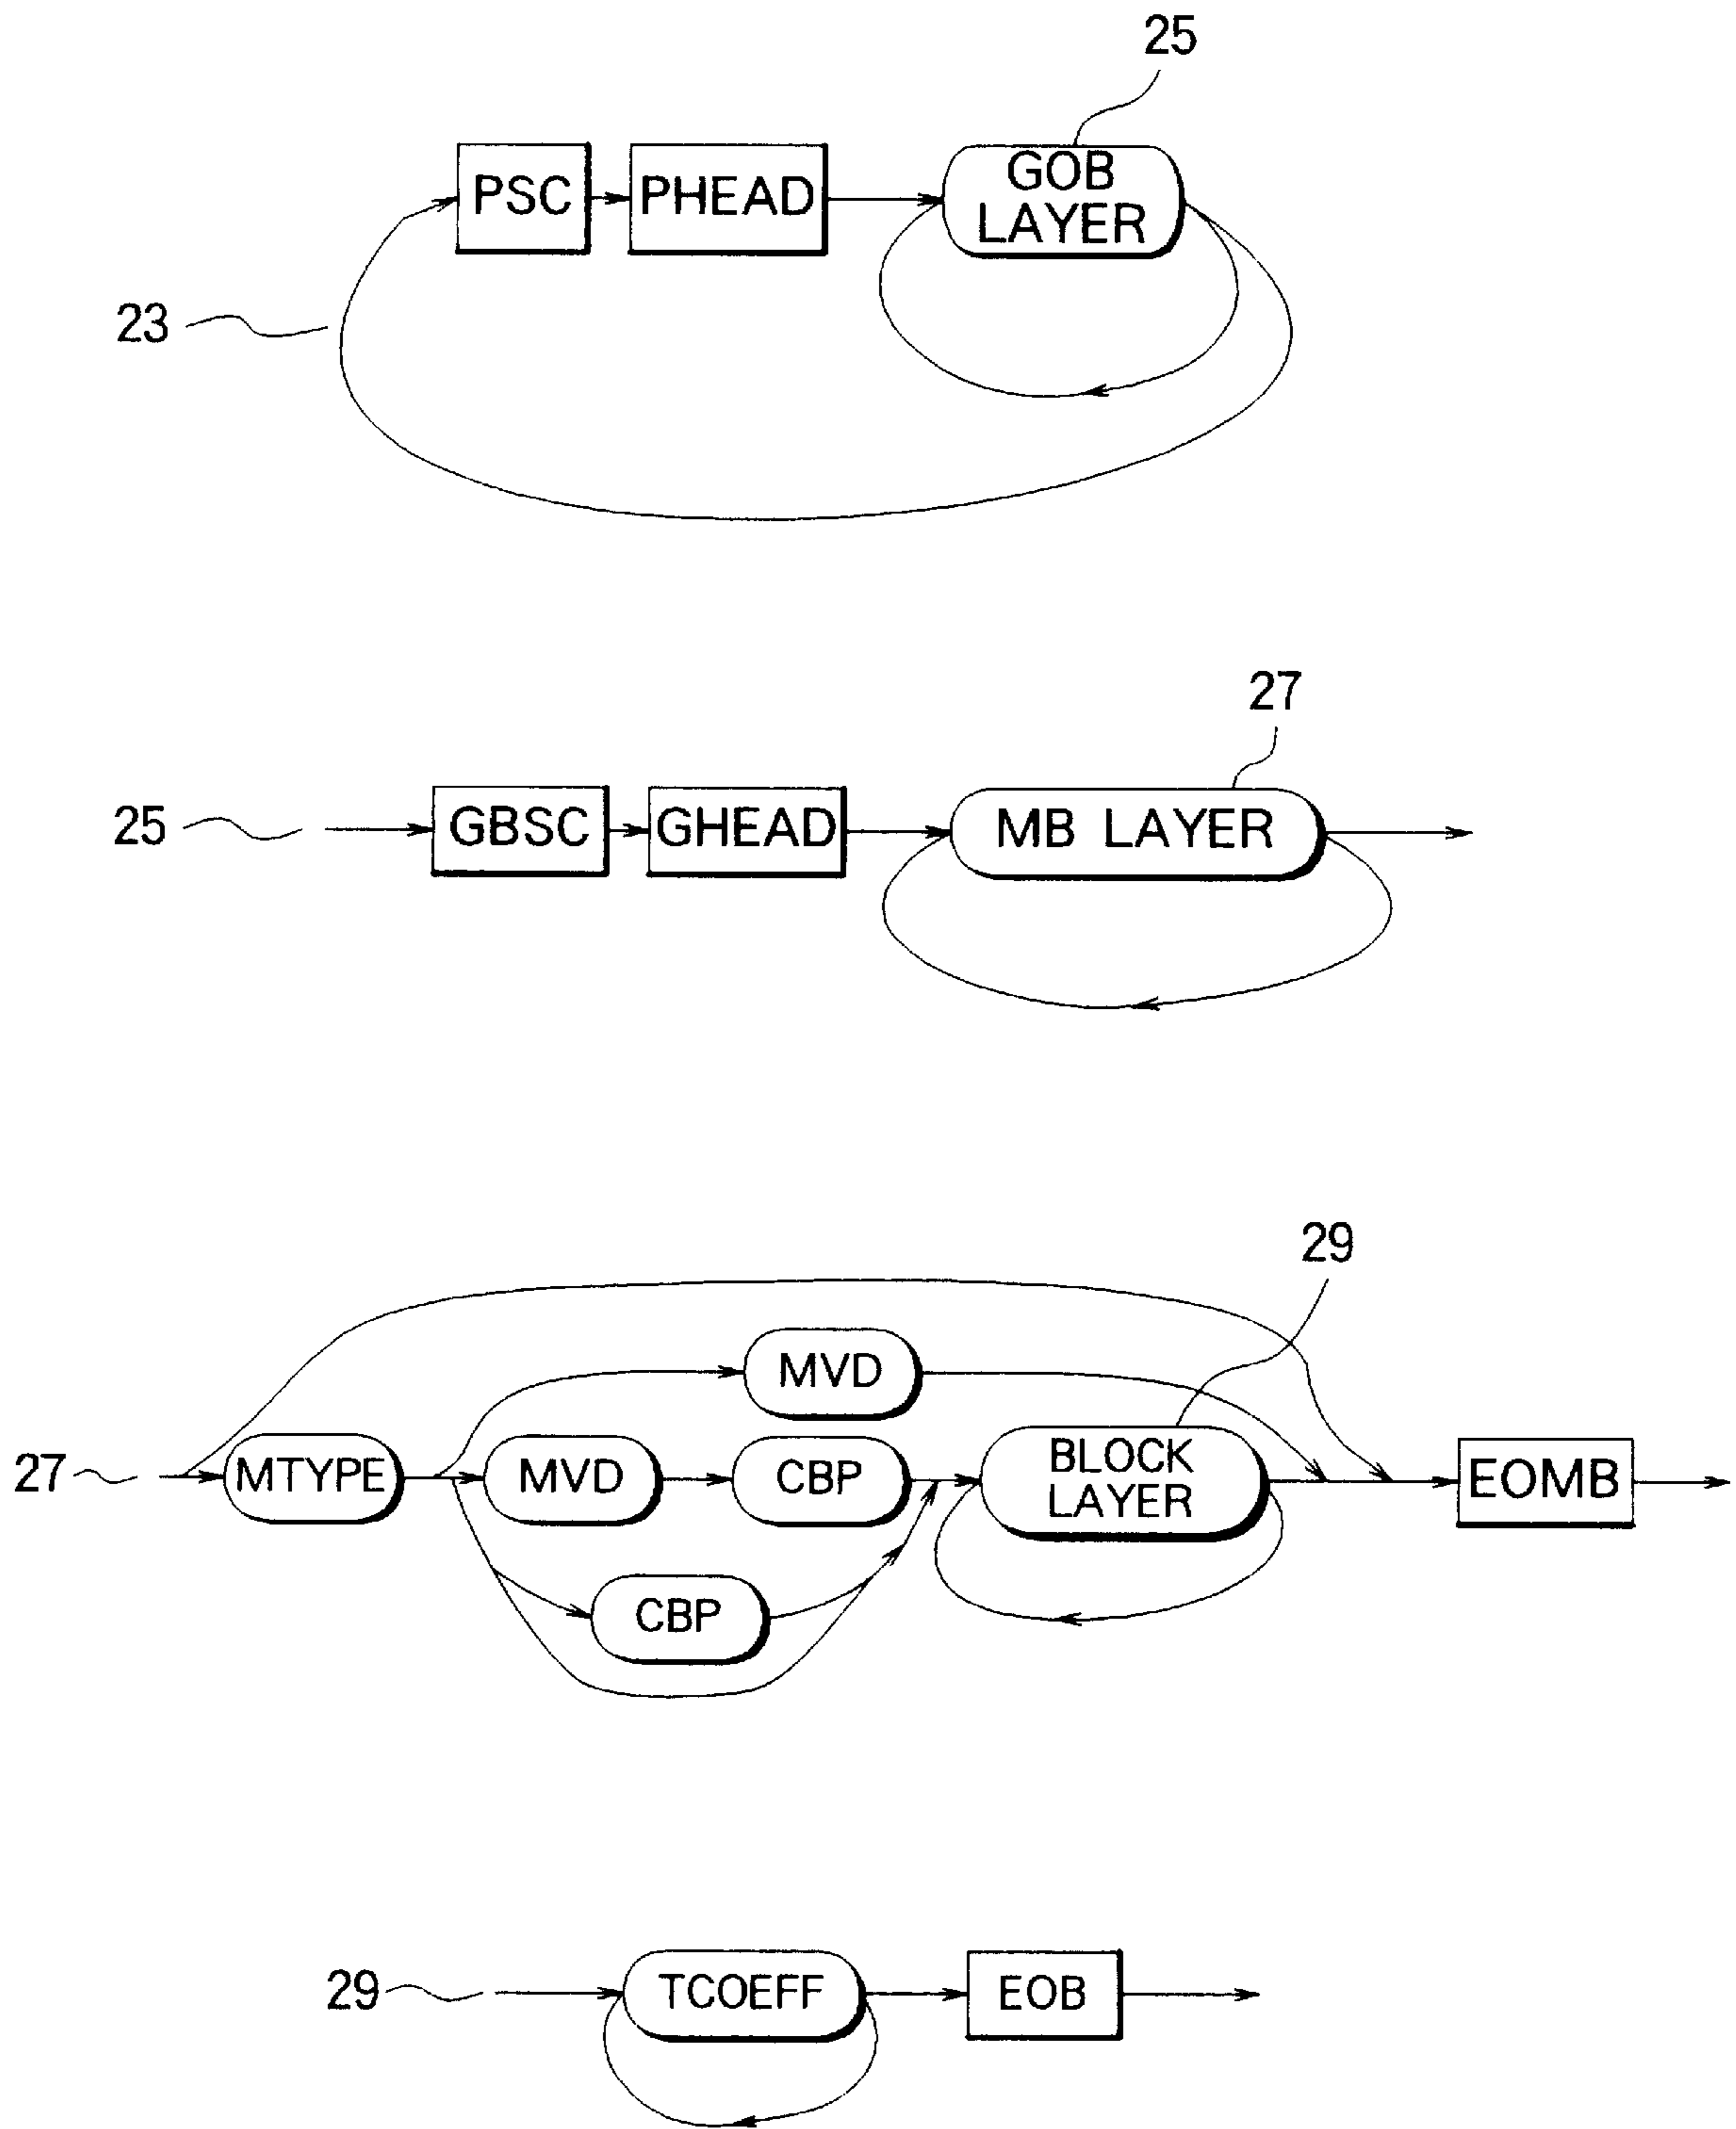 25
PSC
PHEAD
GOB
LAYER
23
27
25
GBSC
GHEAD
MB LAYER
29
MVD
27
MTYPE
MVD
CBP
BLOCK
LAYER
EOMB
CBP
29
TCOEFF
EOB